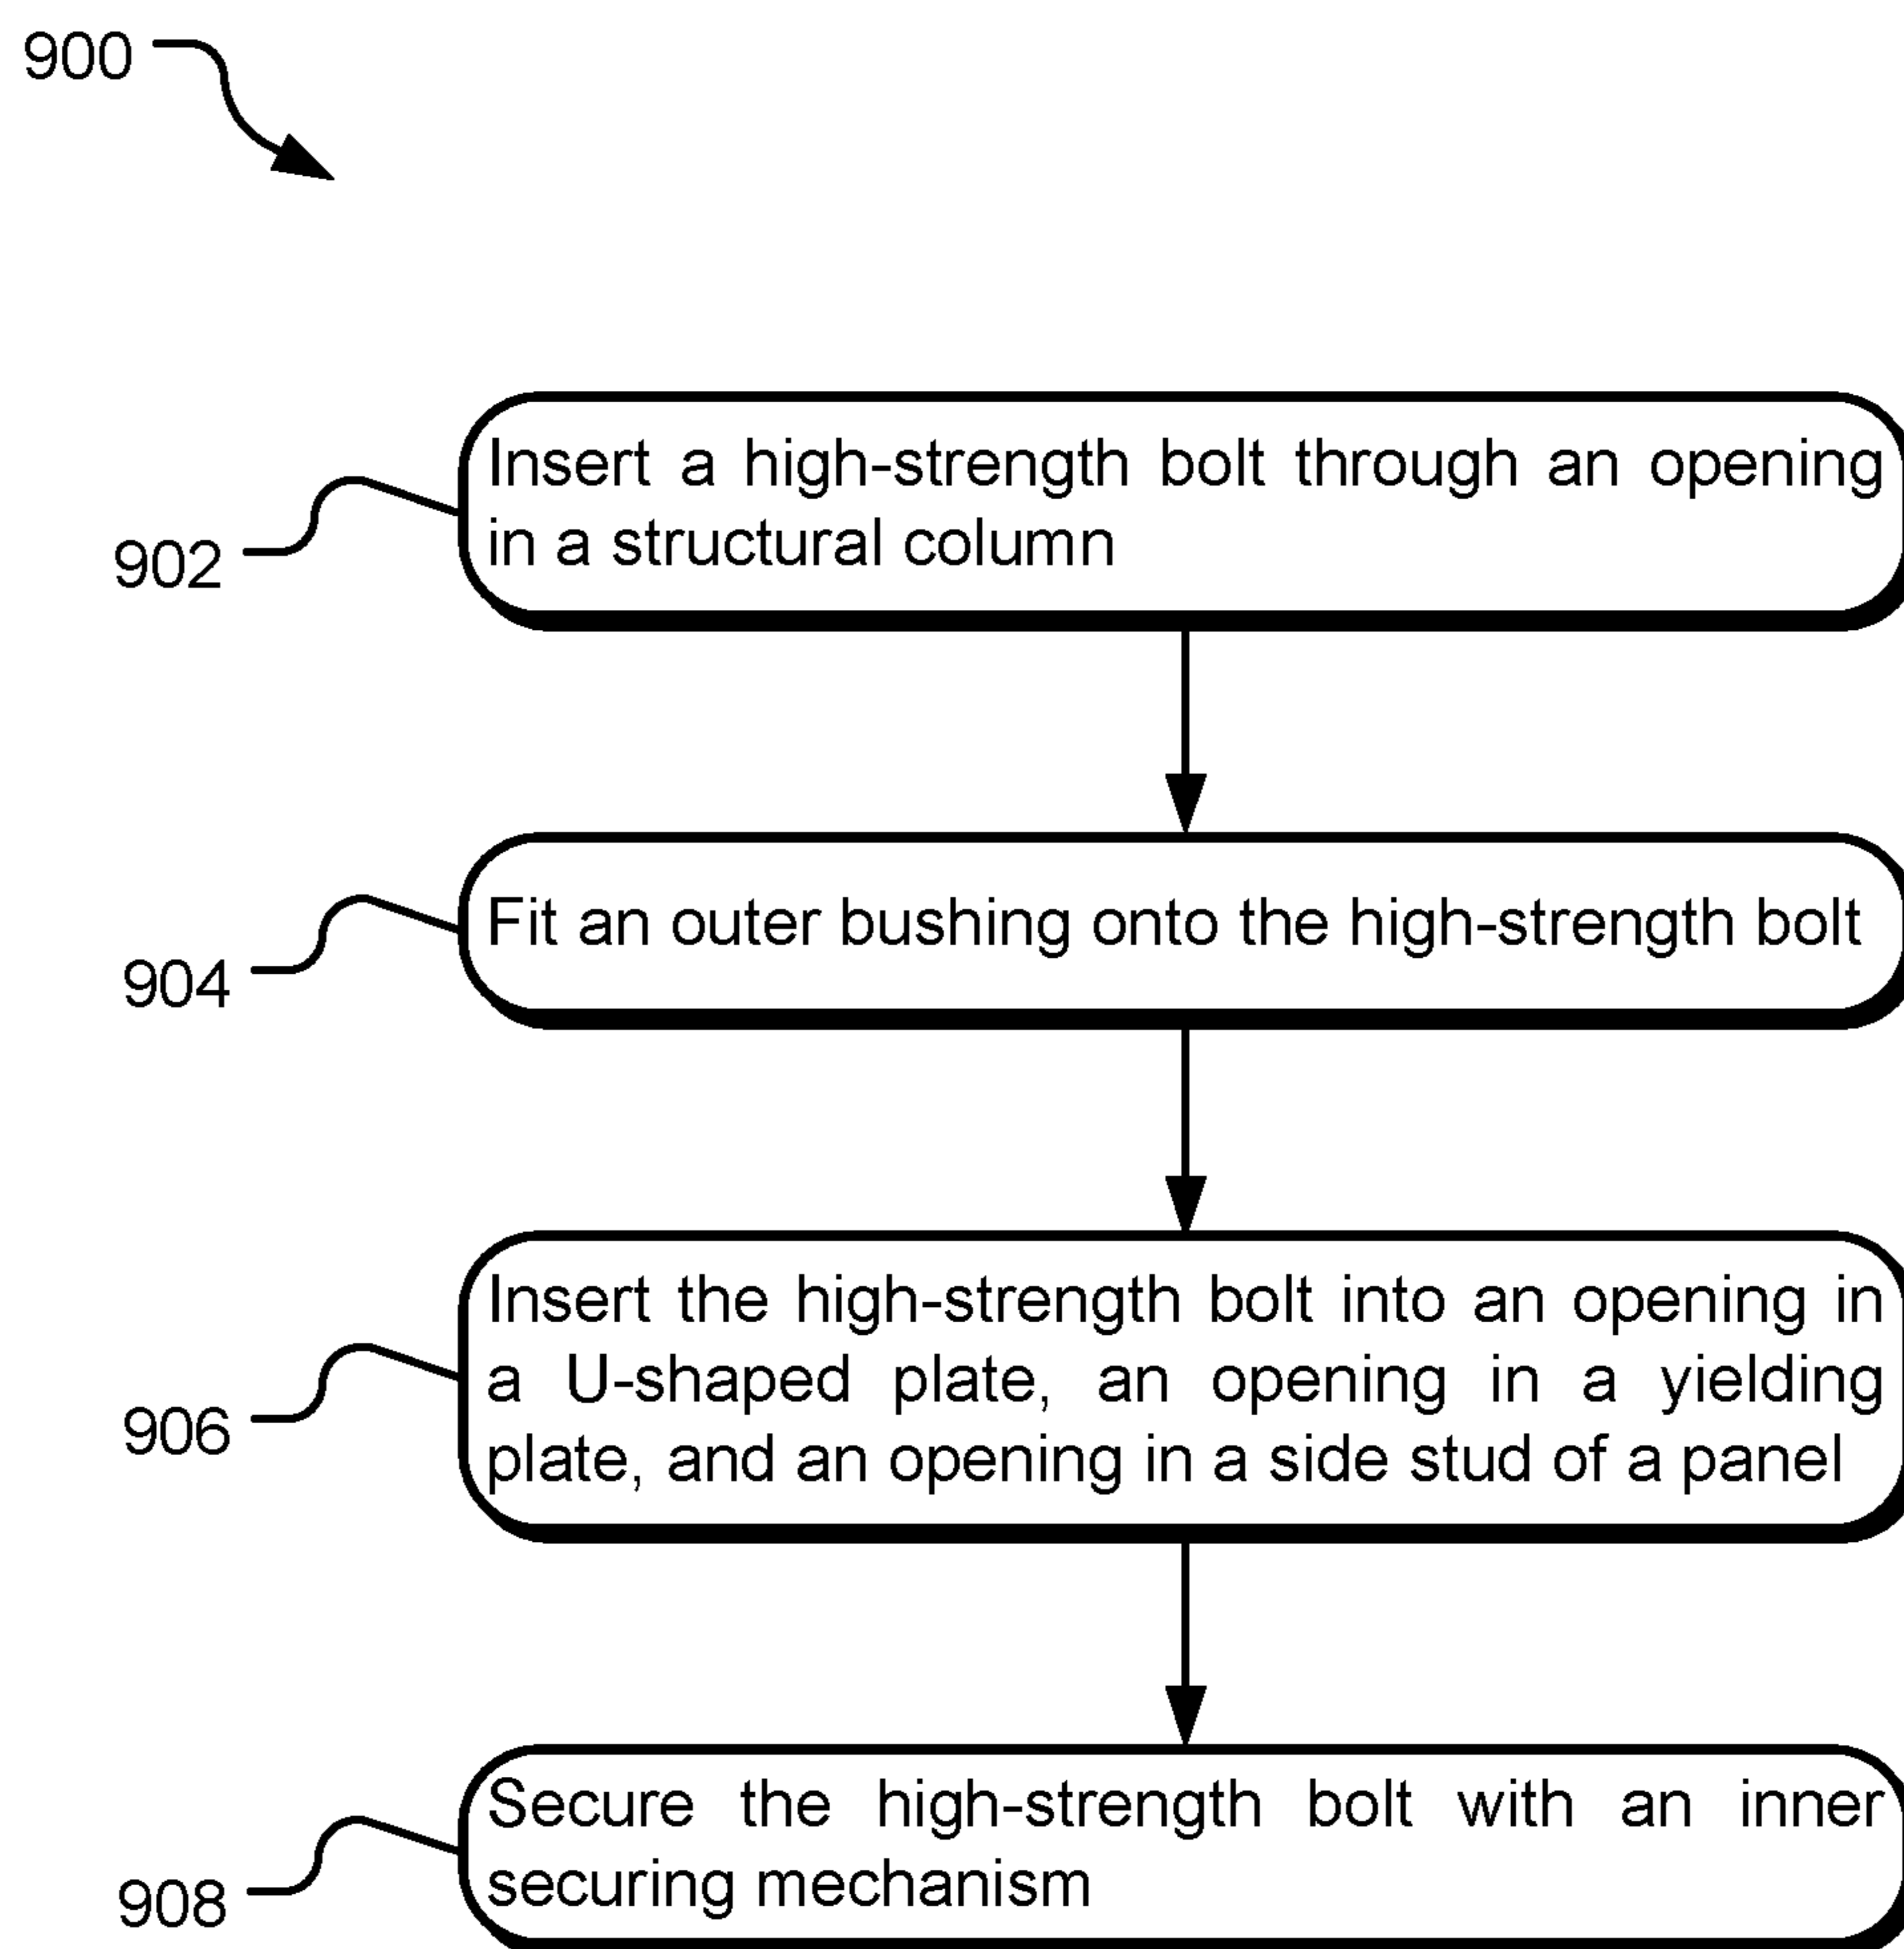 900
902
Insert a high-strength bolt through an opening
in a structural column
904
Fit an outer bushing onto the high-strength bolt
906
Insert the high-strength bolt into an opening in
a U-shaped plate, an opening in a yielding
plate, and an opening in a side stud of a panel
908
Secure the high-strength bolt with an inner
securing mechanism